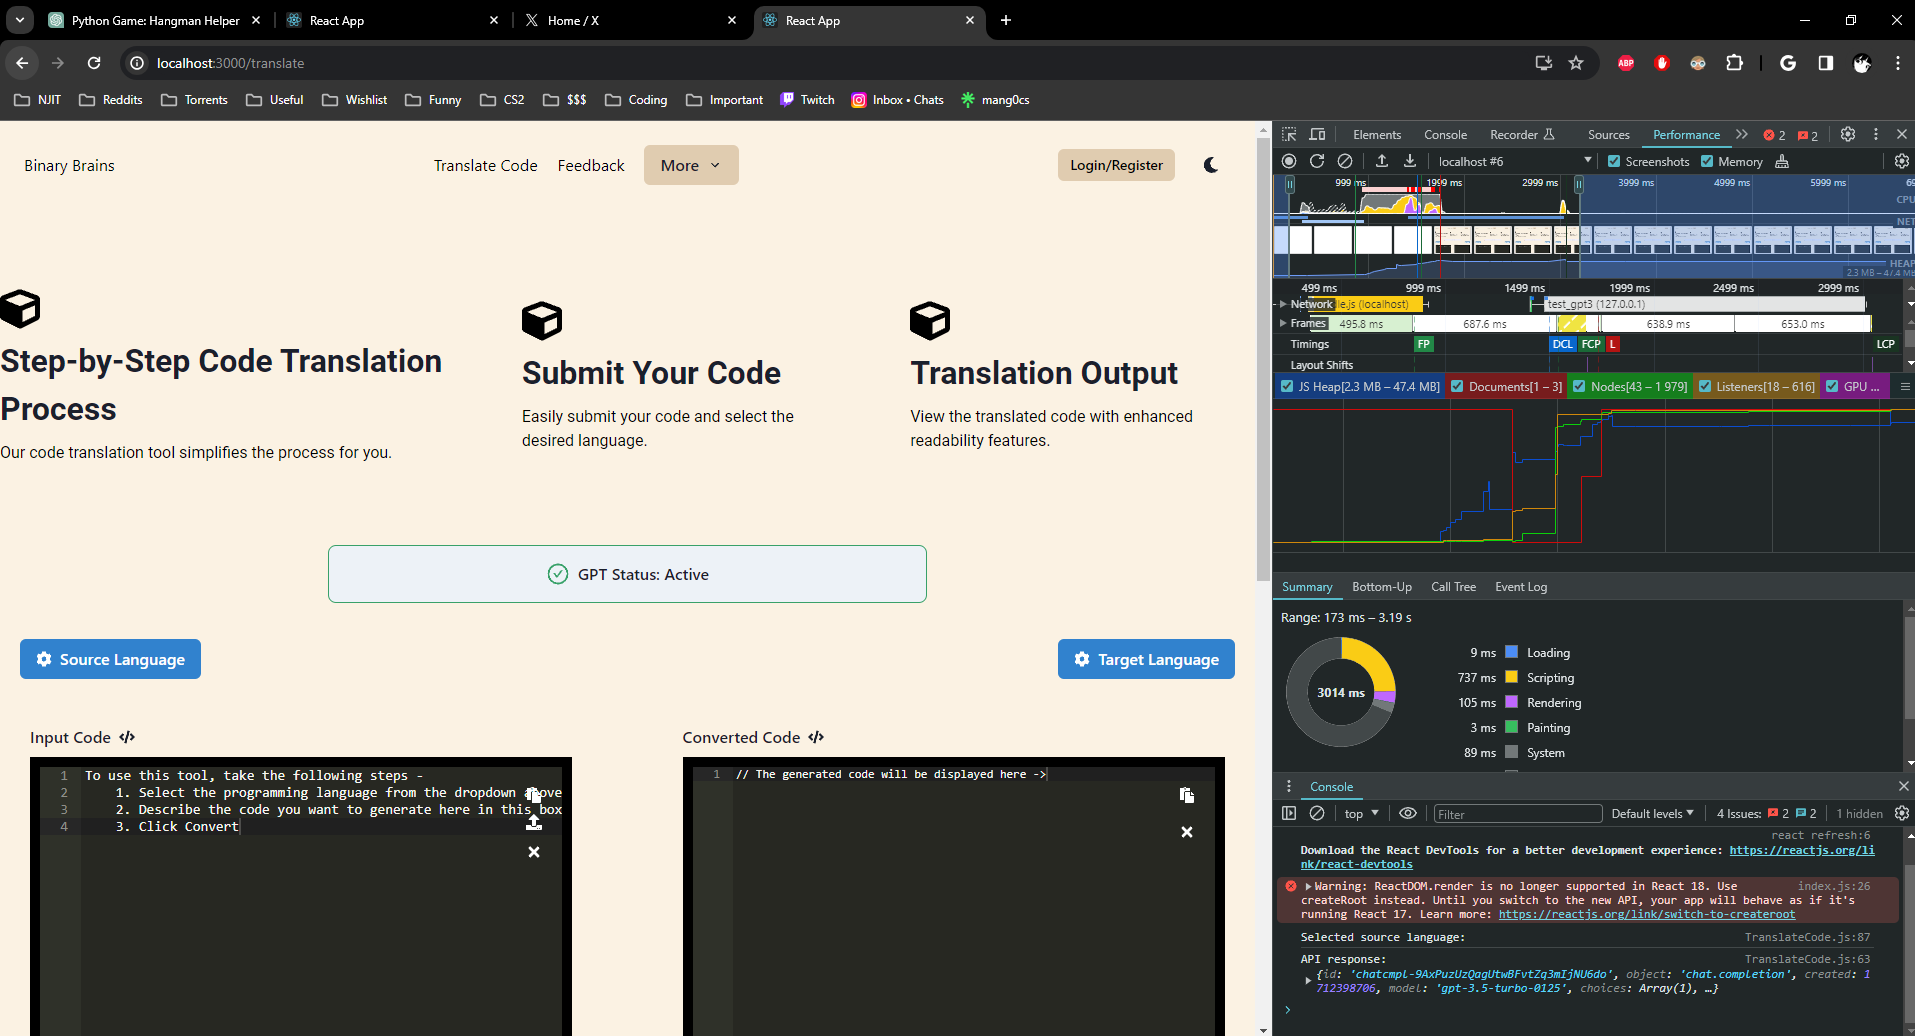 Python Game: Hangman Helper
React App
Home / X
React App
localhost:3000/translate
NJIT
Reddits
Torrents
Useful
Wishlist
Funny
CS2
$$$
Coding
Important
Twitch
Inbox • Chats
mang0cs
Binary Brains
Translate Code
Feedback
More
Login/Register
Step-by-Step Code Translation
Process
Our code translation tool simplifies the process for you.
Submit Your Code
Easily submit your code and select the
desired language.
Translation Output
View the translated code with enhanced
readability features.
GPT Status: Active
Source Language
Target Language
Input Code
1 To use this tool, take the following steps -
2 1. Select the programming language from the dropdown above
3 2. Describe the code you want to generate here in this box
4 3. Click Convert
Converted Code
1 // The generated code will be displayed here ->
Elements Console Recorder Sources Performance 2 2
localhost #6 Screenshots Memory
999 ms 1999 ms 2999 ms 3999 ms 4999 ms 5999 ms
CPU
NET
HEAP
2.3 MB – 47.4 MB
499 ms 999 ms 1499 ms 1999 ms 2499 ms 2999 ms
Network le.js (localhost) test_gpt3 (127.0.0.1)
Frames 495.8 ms 687.6 ms 638.9 ms 653.0 ms
Timings FP DCL FCP L LCP
Layout Shifts
JS Heap[2.3 MB – 47.4 MB] Documents[1 – 3] Nodes[43 – 1 979] Listeners[18 – 616] GPU ...
Summary Bottom-Up Call Tree Event Log
Range: 173 ms – 3.19 s
3014 ms
9 ms Loading
737 ms Scripting
105 ms Rendering
3 ms Painting
89 ms System
Console
top Filter Default levels 4 Issues: 2 2 1 hidden
react refresh:6
Download the React DevTools for a better development experience: https://reactjs.org/li
nk/react-devtools
Warning: ReactDOM.render is no longer supported in React 18. Use index.js:26
createRoot instead. Until you switch to the new API, your app will behave as if it's
running React 17. Learn more: https://reactjs.org/link/switch-to-createroot
Selected source language: TranslateCode.js:87
API response: TranslateCode.js:63
{id: 'chatcmpl-9AxPuzUzQagUtwBFvtZq3mIjNU6do', object: 'chat.completion', created: 1
712398706, model: 'gpt-3.5-turbo-0125', choices: Array(1), …}